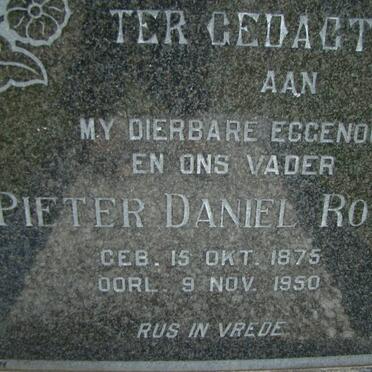 TER GEDAGT
AAN
MY DIERBARE EGGENO
EN ONS VADER
PIETER DANIEL RO
GEB. 15 OKT. 1875
OORL. 9 NOV. 1950
RUS IN VREDE